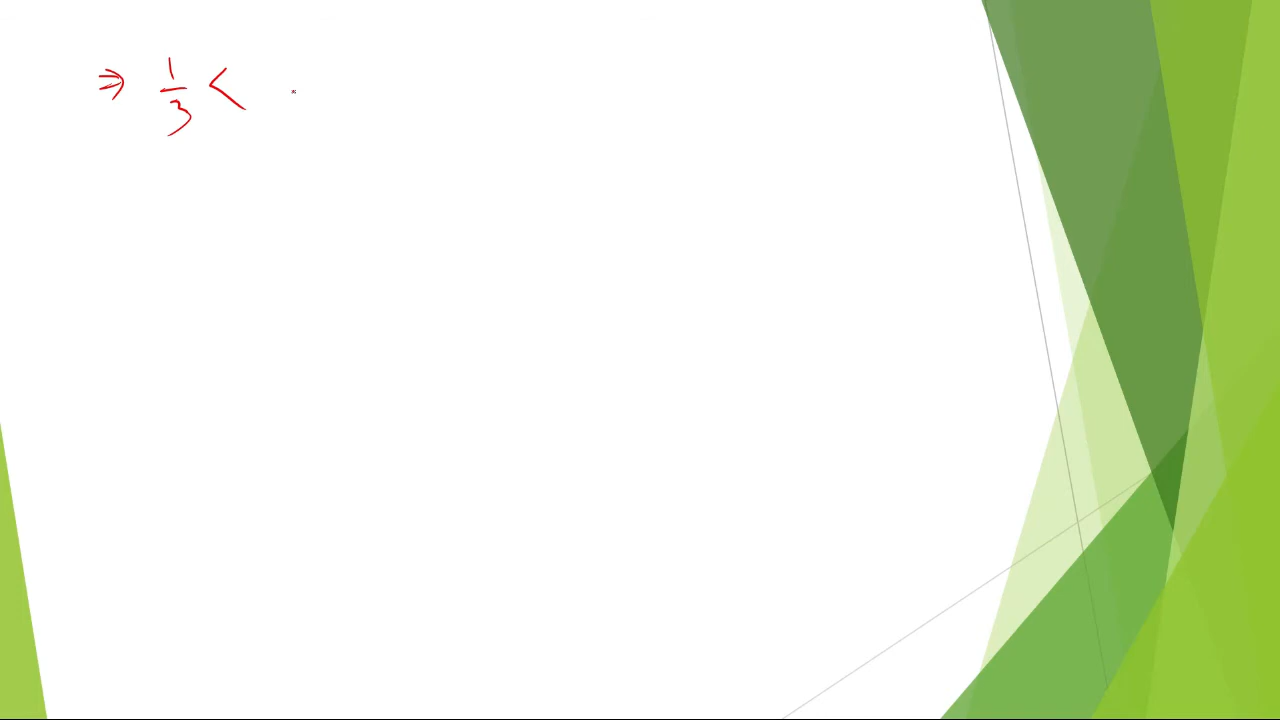 ⇒ 1/3 <